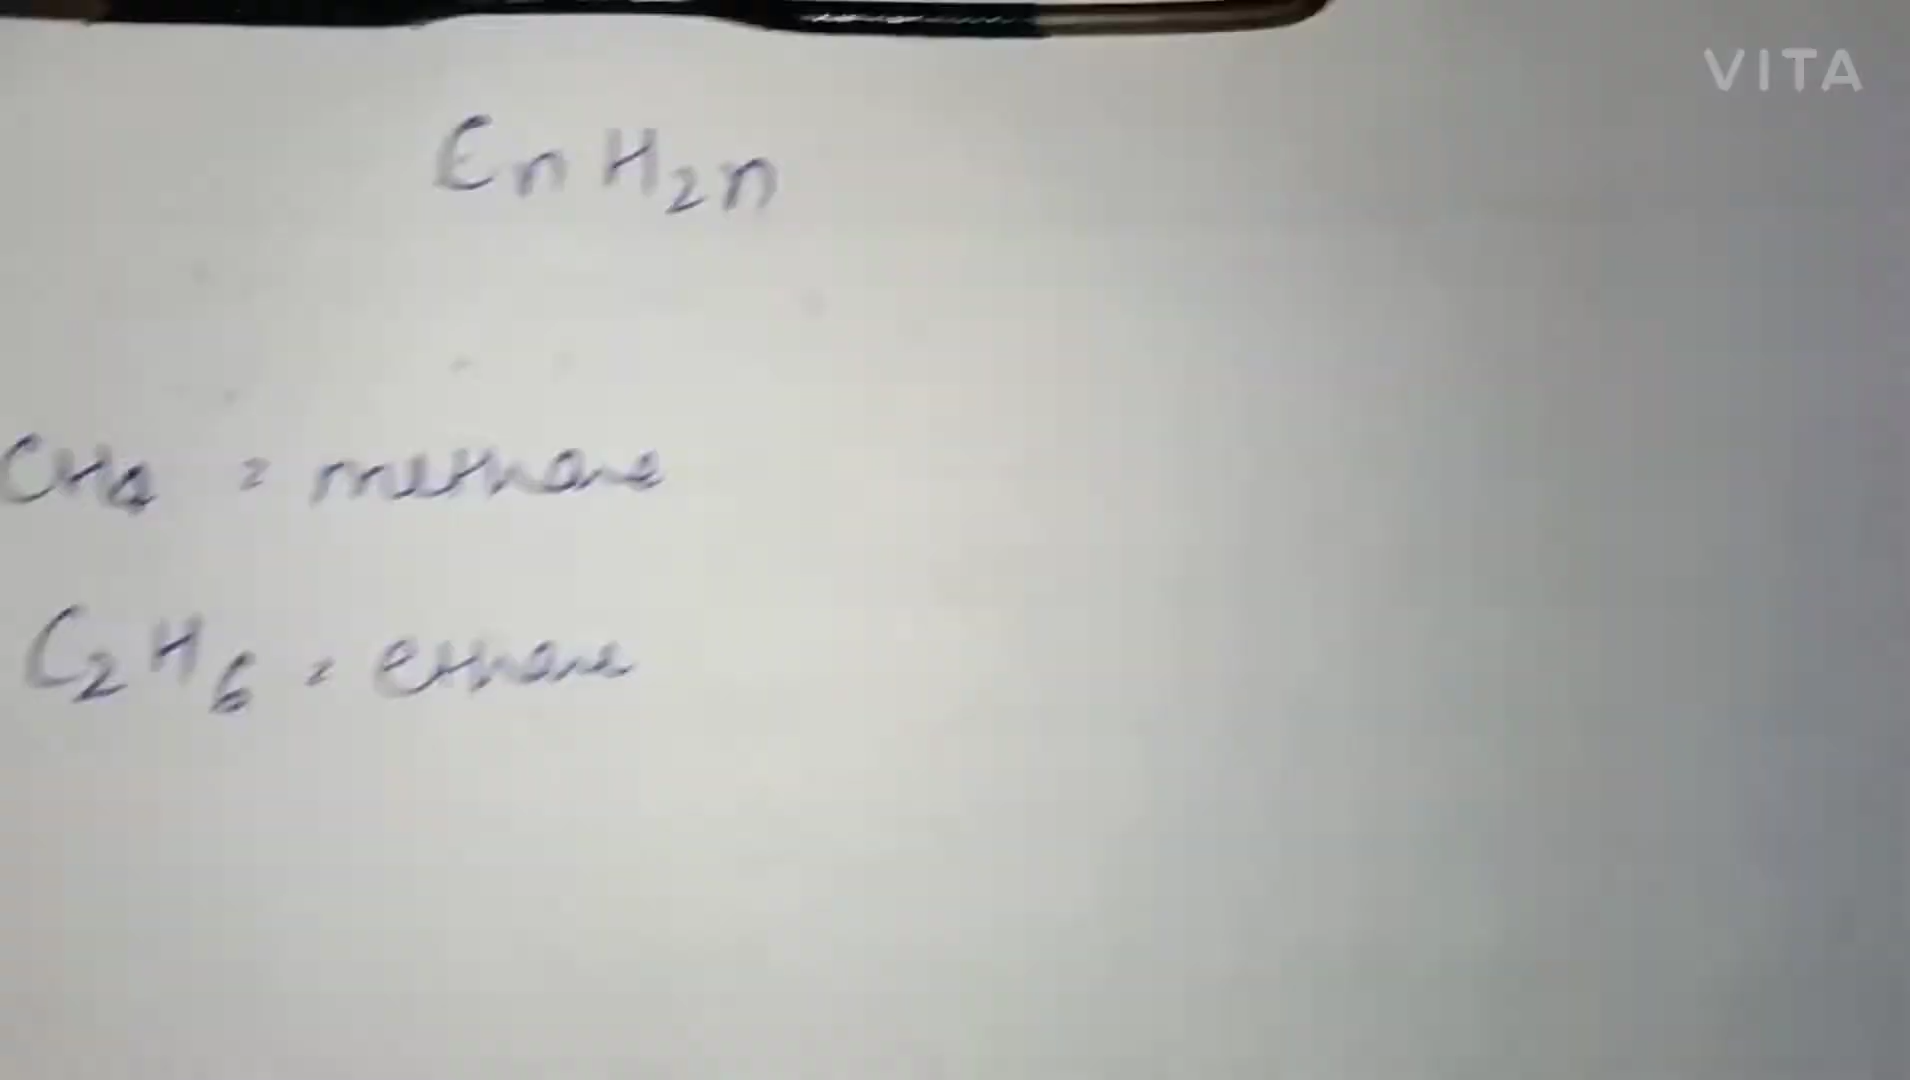 VITA
CnH2n
CH4 = methane
C2H6 = ethane